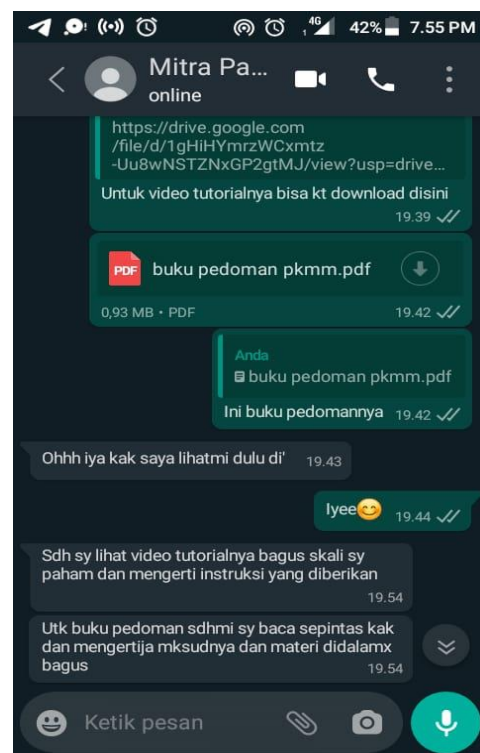 4G 42% 7.55 PM
Mitra Pa...
online
https://drive.google.com
/file/d/1gHiHYmrzWCxmtz
-Uu8wNSTZNxGP2gtMJ/view?usp=drive...
Untuk video tutorialnya bisa kt download disini
19.39
PDF buku pedoman pkmm.pdf
0,93 MB • PDF 19.42
Anda
buku pedoman pkmm.pdf
Ini buku pedomannya 19.42
Ohhh iya kak saya lihatmi dulu di' 19.43
Iyee😊 19.44
Sdh sy lihat video tutorialnya bagus skali sy
paham dan mengerti instruksi yang diberikan
19.54
Utk buku pedoman sdhmi sy baca sepintas kak
dan mengertija mksudnya dan materi didalamx
bagus 19.54
Ketik pesan